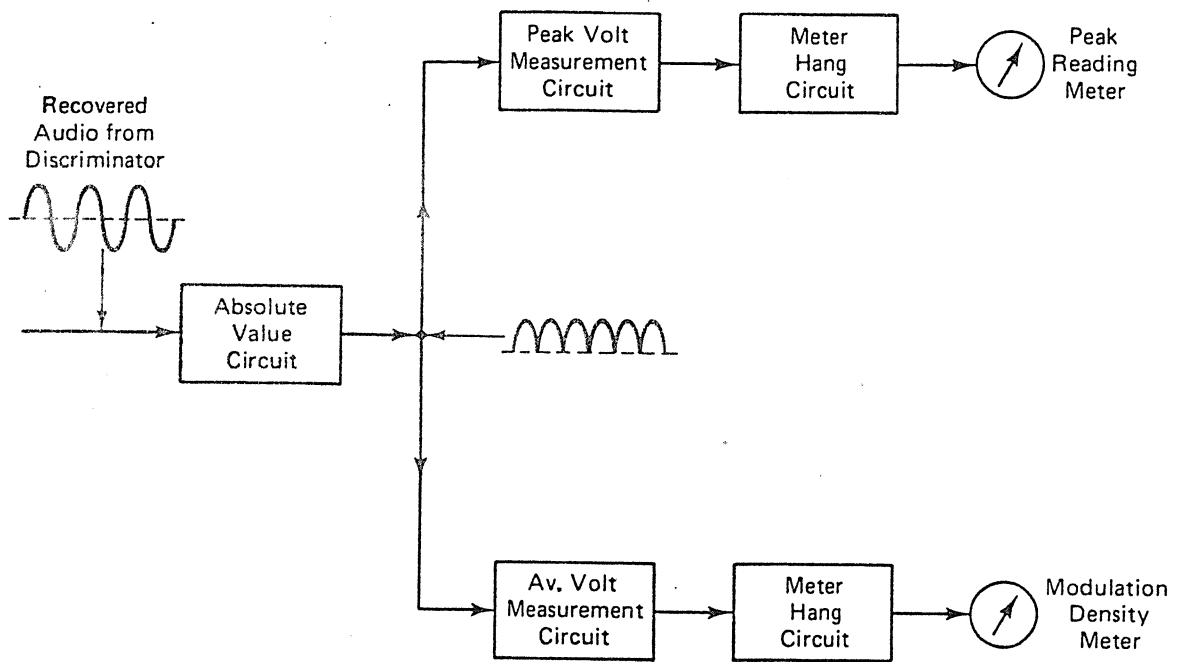 Recovered
Audio from
Discriminator
Absolute
Value
Circuit
Peak Volt
Measurement
Circuit
Meter
Hang
Circuit
Peak
Reading
Meter
Av. Volt
Measurement
Circuit
Meter
Hang
Circuit
Modulation
Density
Meter